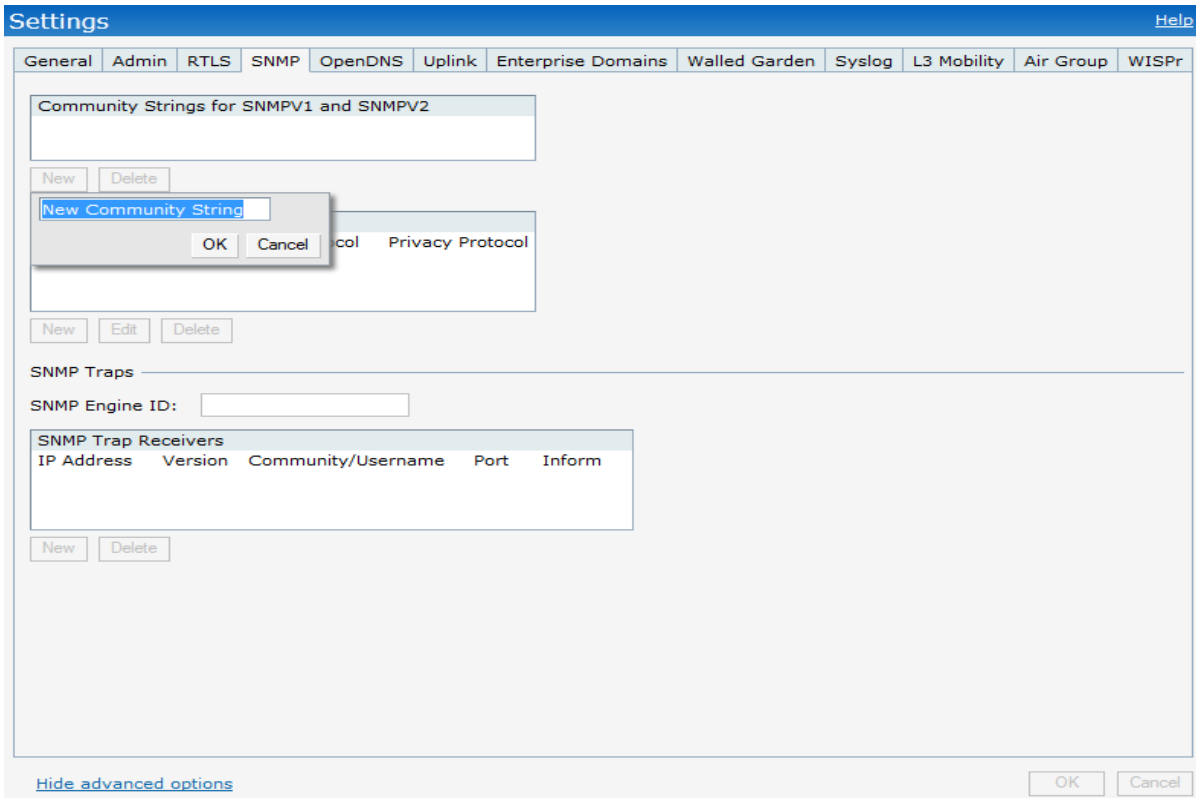 Settings Help
General Admin RTLS SNMP OpenDNS Uplink Enterprise Domains Walled Garden Syslog L3 Mobility Air Group WISPr
Community Strings for SNMPV1 and SNMPV2
New Delete
New Community String
OK Cancel
ocol Privacy Protocol
New Edit Delete
SNMP Traps
SNMP Engine ID:
SNMP Trap Receivers
IP Address Version Community/Username Port Inform
New Delete
Hide advanced options OK Cancel